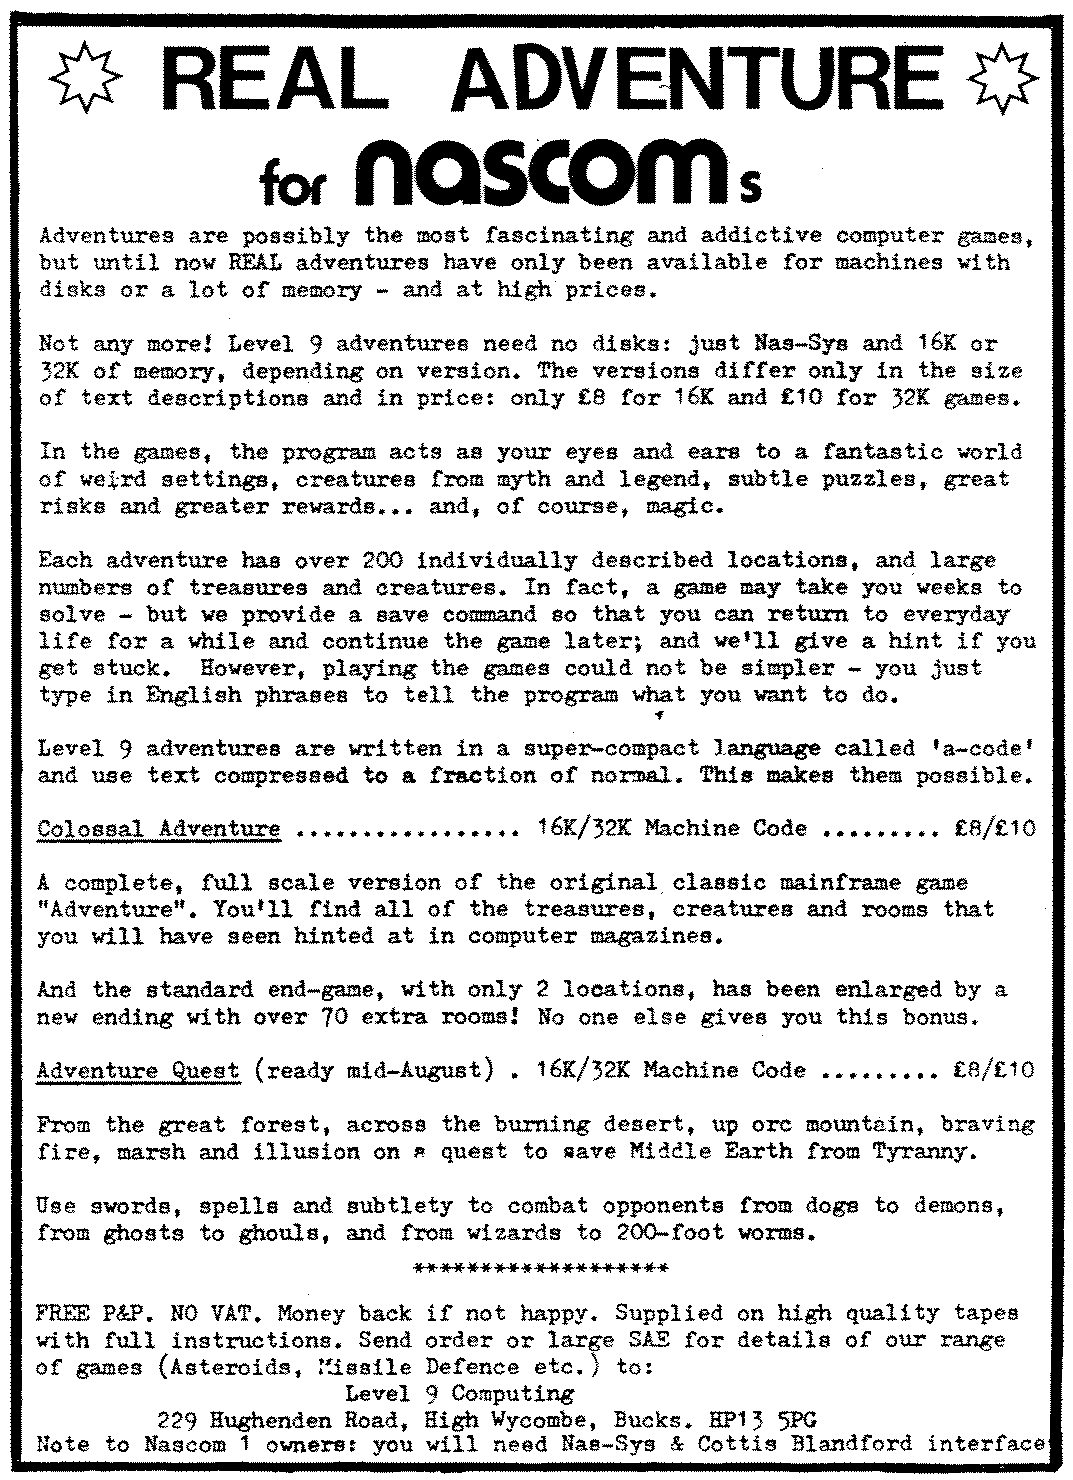 REAL ADVENTURE
for nascom s
Adventures are possibly the most fascinating and addictive computer games,
but until now REAL adventures have only been available for machines with
disks or a lot of memory - and at high prices.
Not any more! Level 9 adventures need no disks: just Nas-Sys and 16K or
32K of memory, depending on version. The versions differ only in the size
of text descriptions and in price: only £8 for 16K and £10 for 32K games.
In the games, the program acts as your eyes and ears to a fantastic world
of weird settings, creatures from myth and legend, subtle puzzles, great
risks and greater rewards... and, of course, magic.
Each adventure has over 200 individually described locations, and large
numbers of treasures and creatures. In fact, a game may take you weeks to
solve - but we provide a save command so that you can return to everyday
life for a while and continue the game later; and we'll give a hint if you
get stuck. However, playing the games could not be simpler - you just
type in English phrases to tell the program what you want to do.
Level 9 adventures are written in a super-compact language called 'a-code'
and use text compressed to a fraction of normal. This makes them possible.
Colossal Adventure ................. 16K/32K Machine Code ......... £8/£10
A complete, full scale version of the original classic mainframe game
"Adventure". You'll find all of the treasures, creatures and rooms that
you will have seen hinted at in computer magazines.
And the standard end-game, with only 2 locations, has been enlarged by a
new ending with over 70 extra rooms! No one else gives you this bonus.
Adventure Quest (ready mid-August) . 16K/32K Machine Code ......... £8/£10
From the great forest, across the burning desert, up orc mountain, braving
fire, marsh and illusion on a quest to save Middle Earth from Tyranny.
Use swords, spells and subtlety to combat opponents from dogs to demons,
from ghosts to ghouls, and from wizards to 200-foot worms.
*******************
FREE P&P. NO VAT. Money back if not happy. Supplied on high quality tapes
with full instructions. Send order or large SAE for details of our range
of games (Asteroids, Missile Defence etc.) to:
Level 9 Computing
229 Hughenden Road, High Wycombe, Bucks. HP13 5PG
Note to Nascom 1 owners: you will need Nas-Sys & Cottis Blandford interface